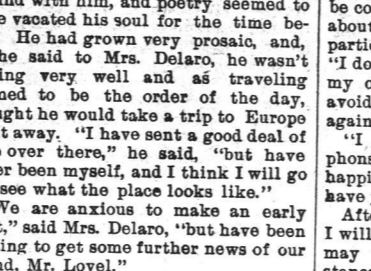 and with him, and poetry seemed to
vacated his soul for the time be-
He had grown very prosaic, and,
he said to Mrs. Delaro, he wasn't
ing very well and as traveling
med to be the order of the day,
ught he would take a trip to Europe
t away. "I have sent a good deal of
over there," he said, "but have
er been myself, and I think I will go
see what the place looks like."
We are anxious to make an early
t," said Mrs. Delaro, "but have been
ing to get some further news of our
nd, Mr. Lovel."
be co
about
parti
"I do
my c
avoid
again
"I
phons
happi
have
Afte
I will
may